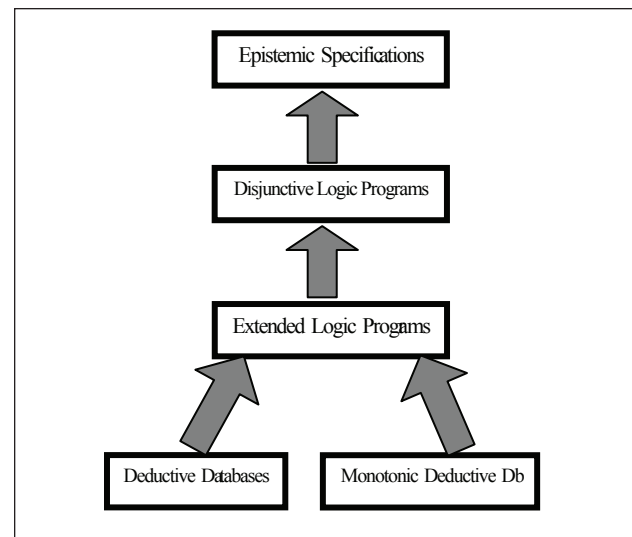 Epistemic Specifications
Disjunctive Logic Programs
Extended Logic Programs
Deductive Databases
Monotonic Deductive Db